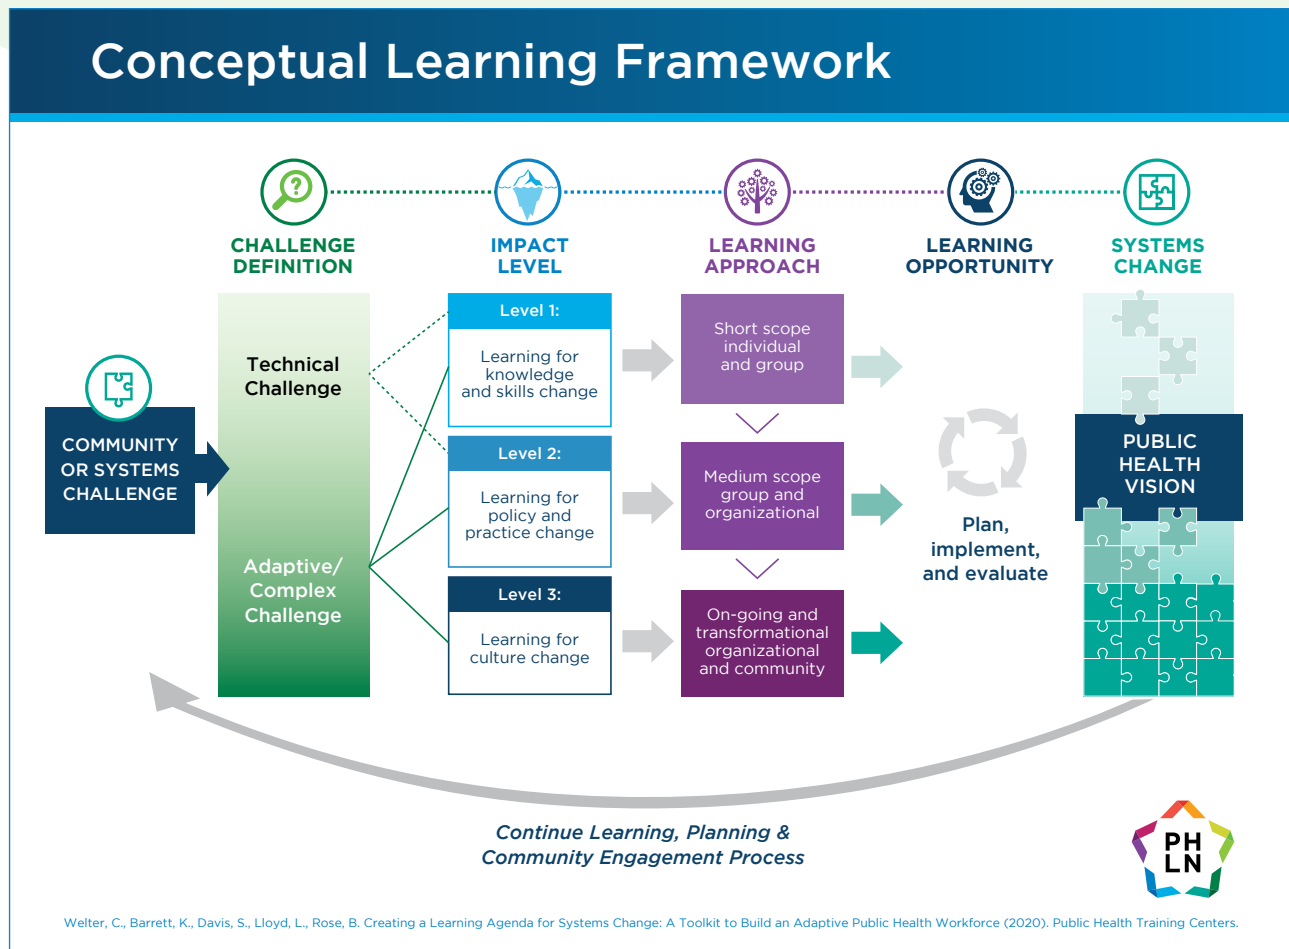 Conceptual Learning Framework
?
CHALLENGE
DEFINITION
IMPACT
LEVEL
LEARNING
APPROACH
LEARNING
OPPORTUNITY
SYSTEMS
CHANGE
COMMUNITY
OR SYSTEMS
CHALLENGE
Technical
Challenge
Adaptive/
Complex
Challenge
Level 1:
Learning for
knowledge
and skills change
Level 2:
Learning for
policy and
practice change
Level 3:
Learning for
culture change
Short scope
individual
and group
Medium scope
group and
organizational
On-going and
transformational
organizational
and community
Plan,
implement,
and evaluate
PUBLIC
HEALTH
VISION
Continue Learning, Planning &
Community Engagement Process
PH
LN
Welter, C., Barrett, K., Davis, S., Lloyd, L., Rose, B. Creating a Learning Agenda for Systems Change: A Toolkit to Build an Adaptive Public Health Workforce (2020). Public Health Training Centers.